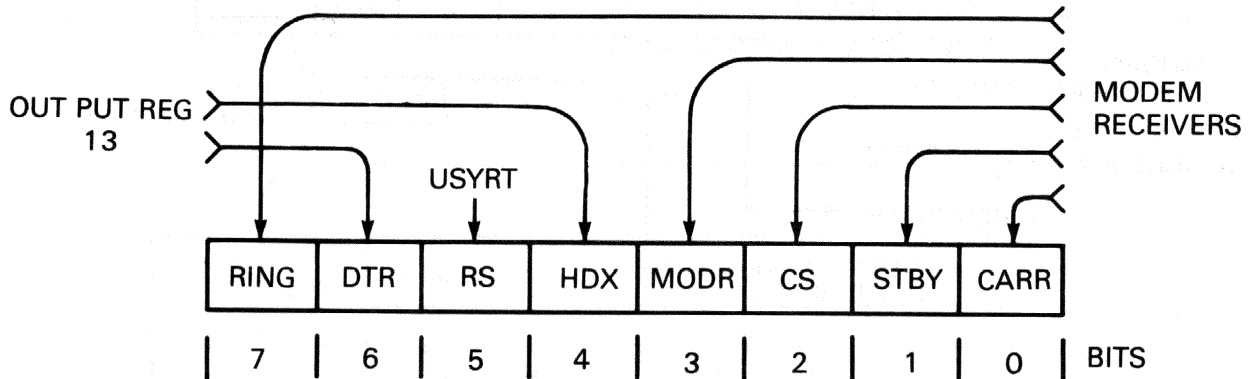 OUT PUT REG
13
MODEM
RECEIVERS
USYRT
RING DTR RS HDX MODR CS STBY CARR
7 6 5 4 3 2 1 0 BITS